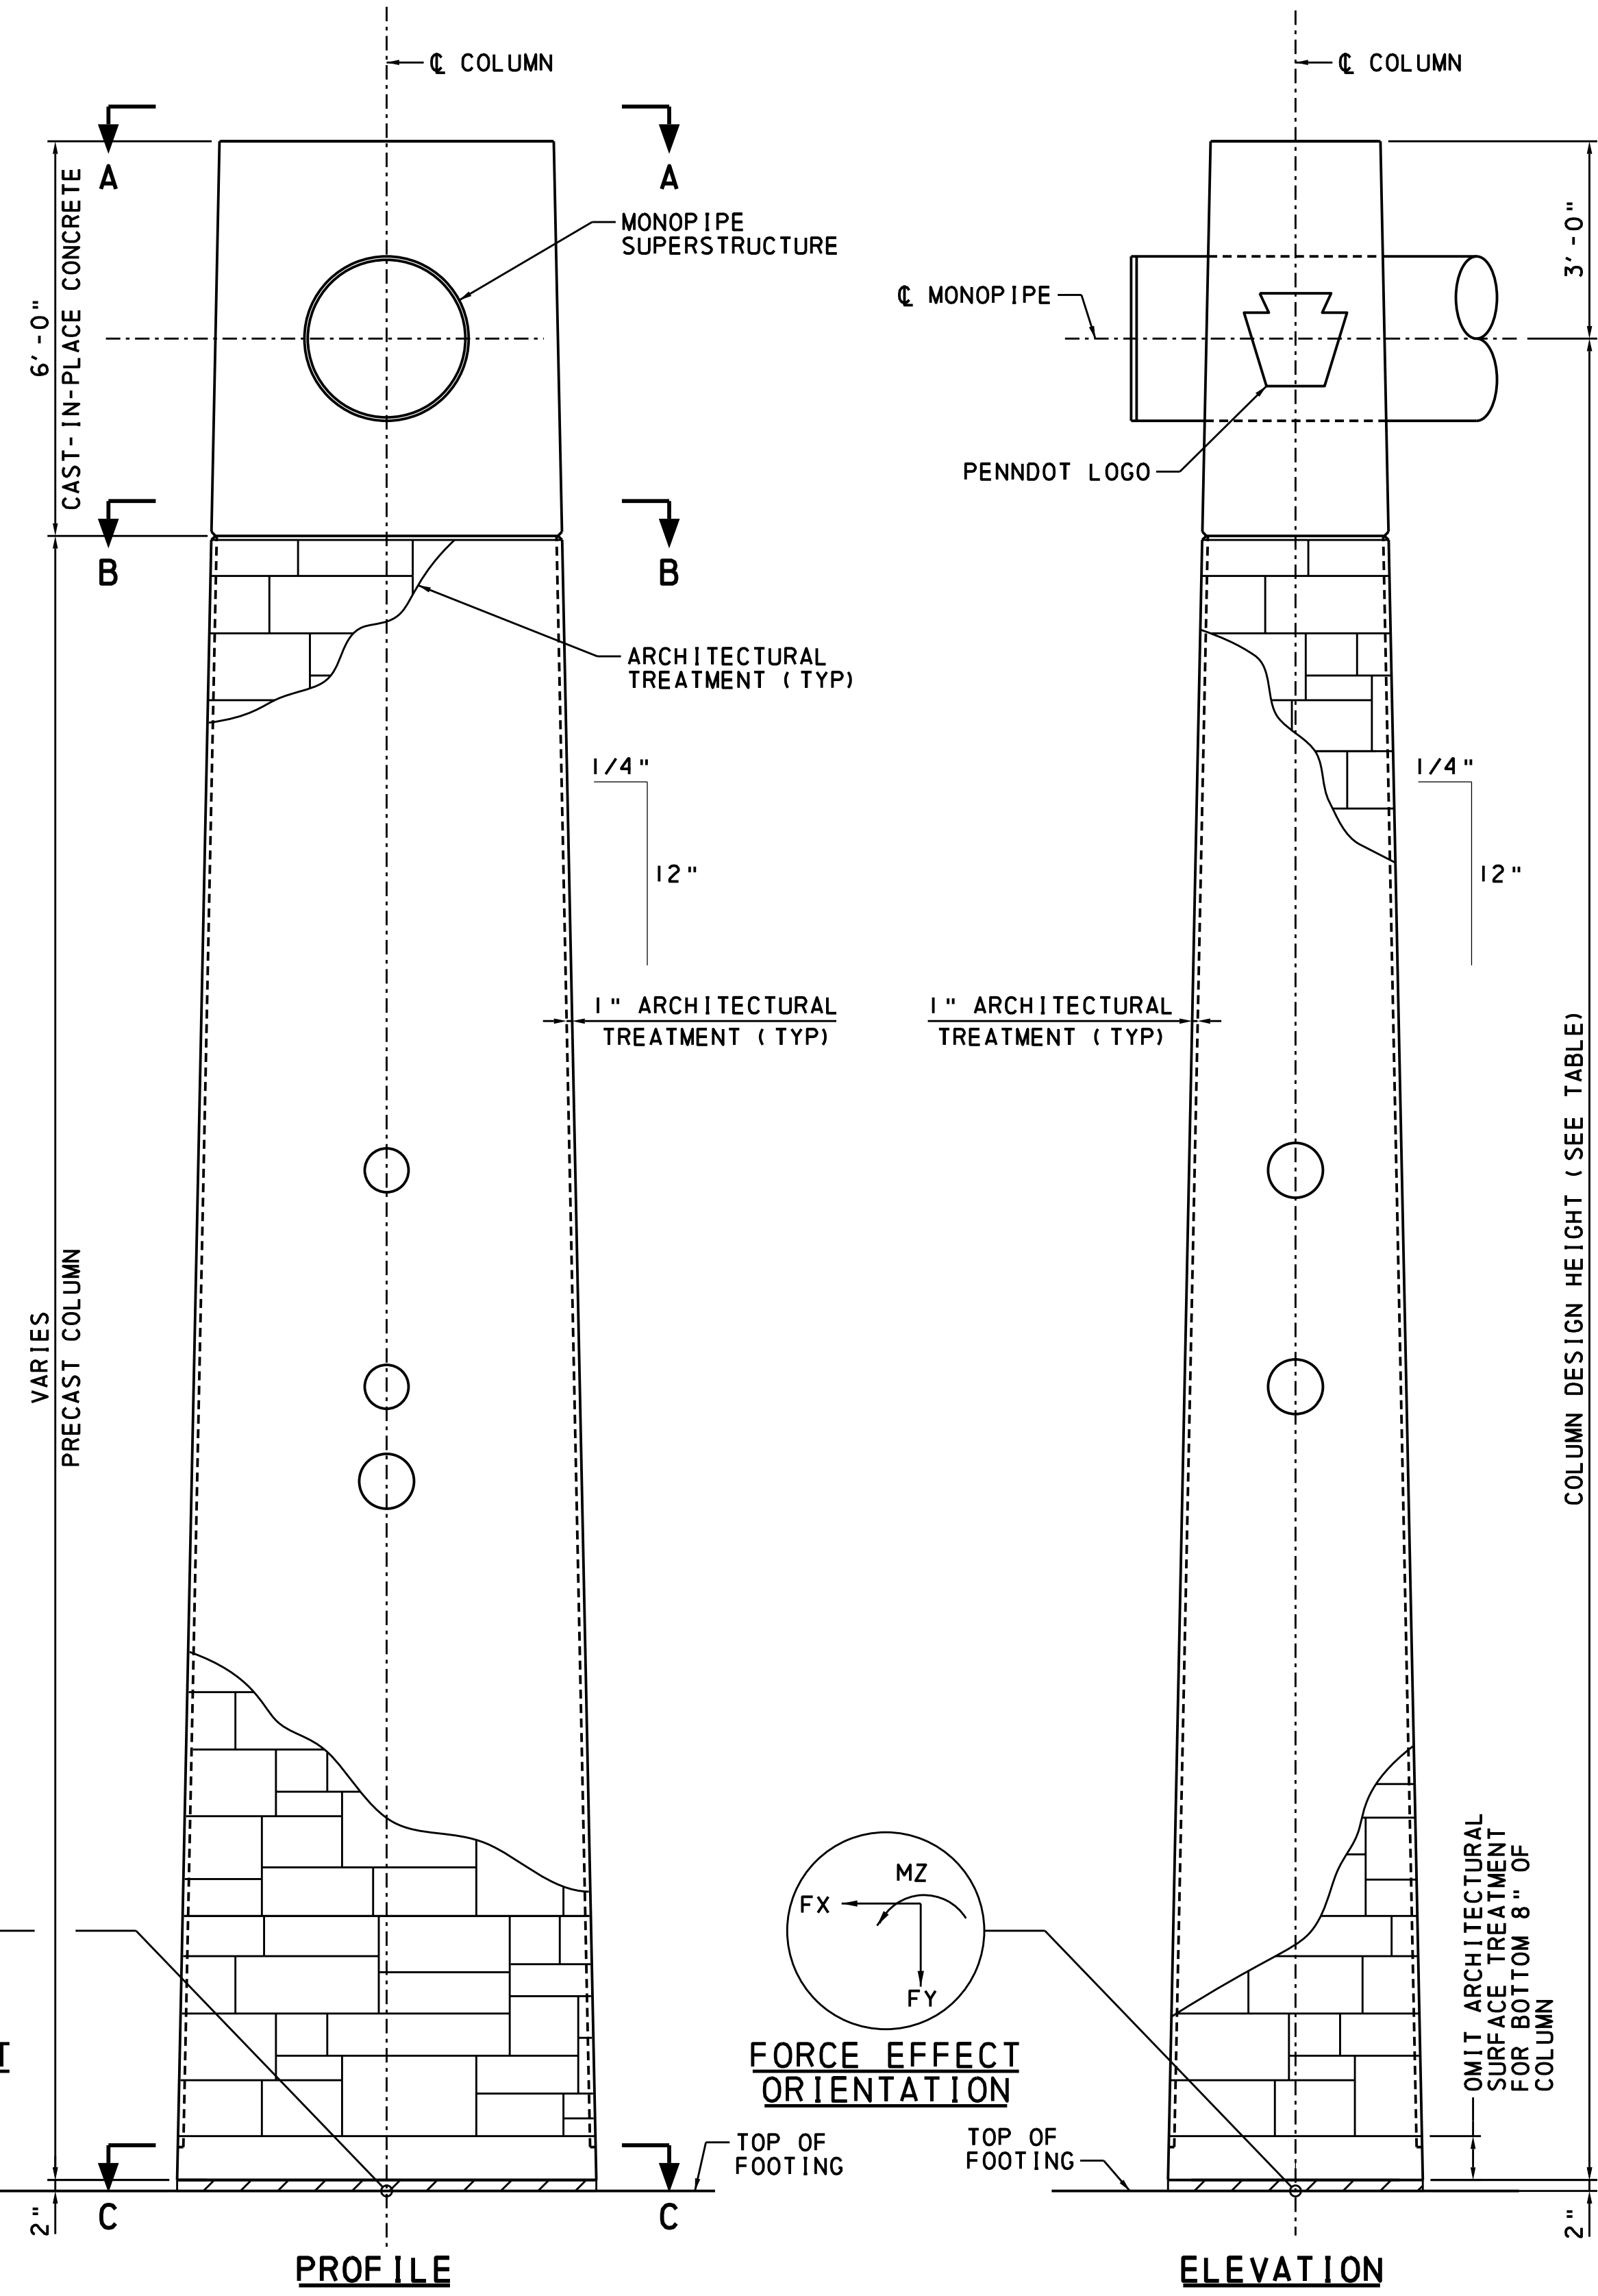 ℄ COLUMN
℄ COLUMN
A
A
6'-0"
CAST-IN-PLACE CONCRETE
MONOPIPE
SUPERSTRUCTURE
3'-0"
℄ MONOPIPE
PENNDOT LOGO
B
B
ARCHITECTURAL
TREATMENT (TYP)
1/4"
12"
1/4"
12"
1" ARCHITECTURAL
TREATMENT (TYP)
1" ARCHITECTURAL
TREATMENT (TYP)
VARIES
PRECAST COLUMN
COLUMN DESIGN HEIGHT (SEE TABLE)
MZ
FX
FY
FORCE EFFECT
ORIENTATION
OMIT ARCHITECTURAL
SURFACE TREATMENT
FOR BOTTOM 8" OF
COLUMN
T
TOP OF
FOOTING
TOP OF
FOOTING
C
C
2"
2"
PROFILE
ELEVATION